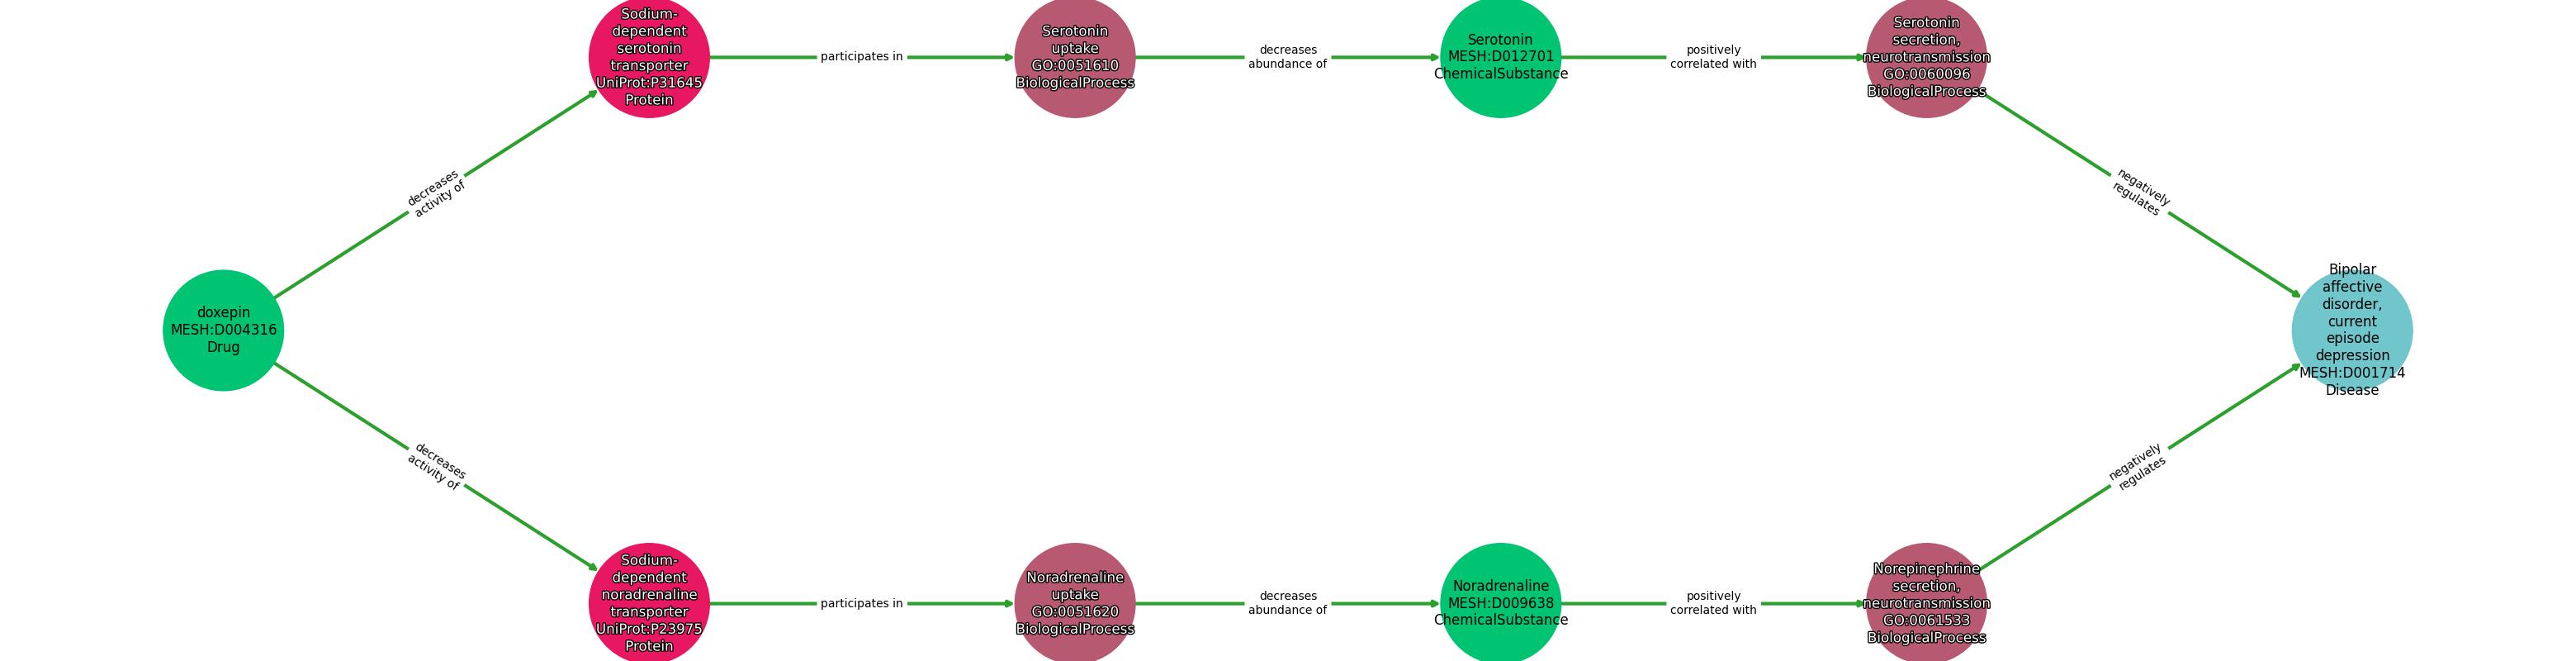 Sodium-
dependent
serotonin
transporter
UniProt:P31645
Protein
participates in
Serotonin
uptake
GO:0051610
BiologicalProcess
decreases
abundance of
Serotonin
MESH:D012701
ChemicalSubstance
positively
correlated with
Serotonin
secretion,
neurotransmission
GO:0060096
BiologicalProcess
decreases
activity of
negatively
regulates
doxepin
MESH:D004316
Drug
Bipolar
affective
disorder,
current
episode
depression
MESH:D001714
Disease
decreases
activity of
negatively
regulates
Sodium-
dependent
noradrenaline
transporter
UniProt:P23975
Protein
participates in
Noradrenaline
uptake
GO:0051620
BiologicalProcess
decreases
abundance of
Noradrenaline
MESH:D009638
ChemicalSubstance
positively
correlated with
Norepinephrine
secretion,
neurotransmission
GO:0061533
BiologicalProcess